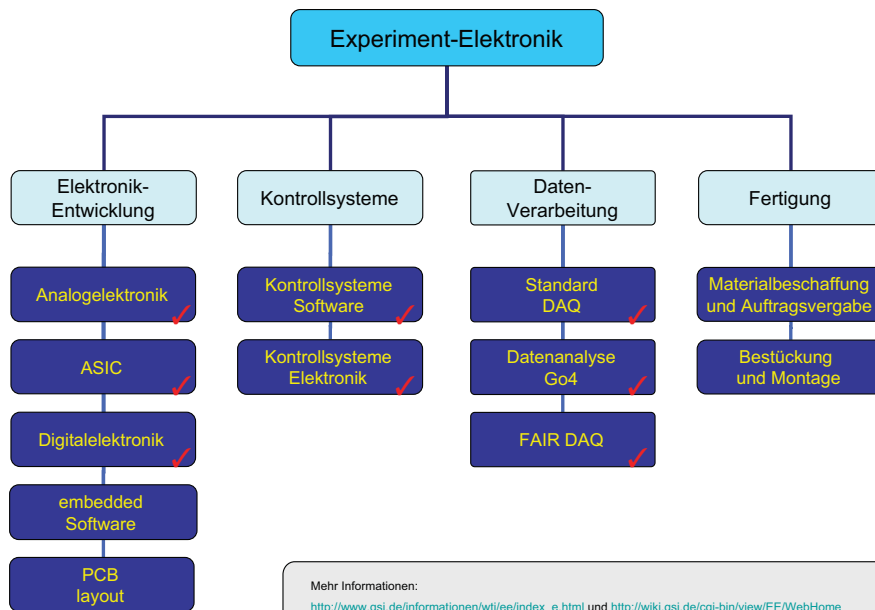 Experiment-Elektronik
Elektronik-
Entwicklung
Kontrollsysteme
Daten-
Verarbeitung
Fertigung
Analogelektronik
ASIC
Digitalelektronik
embedded
Software
PCB
layout
Kontrollsysteme
Software
Kontrollsysteme
Elektronik
Standard
DAQ
Datenanalyse
Go4
FAIR DAQ
Materialbeschaffung
und Auftragsvergabe
Bestückung
und Montage
Mehr Informationen:
http://www.gsi.de/informationen/wti/ee/index_e.html und http://wiki.gsi.de/cgi-bin/view/EE/WebHome